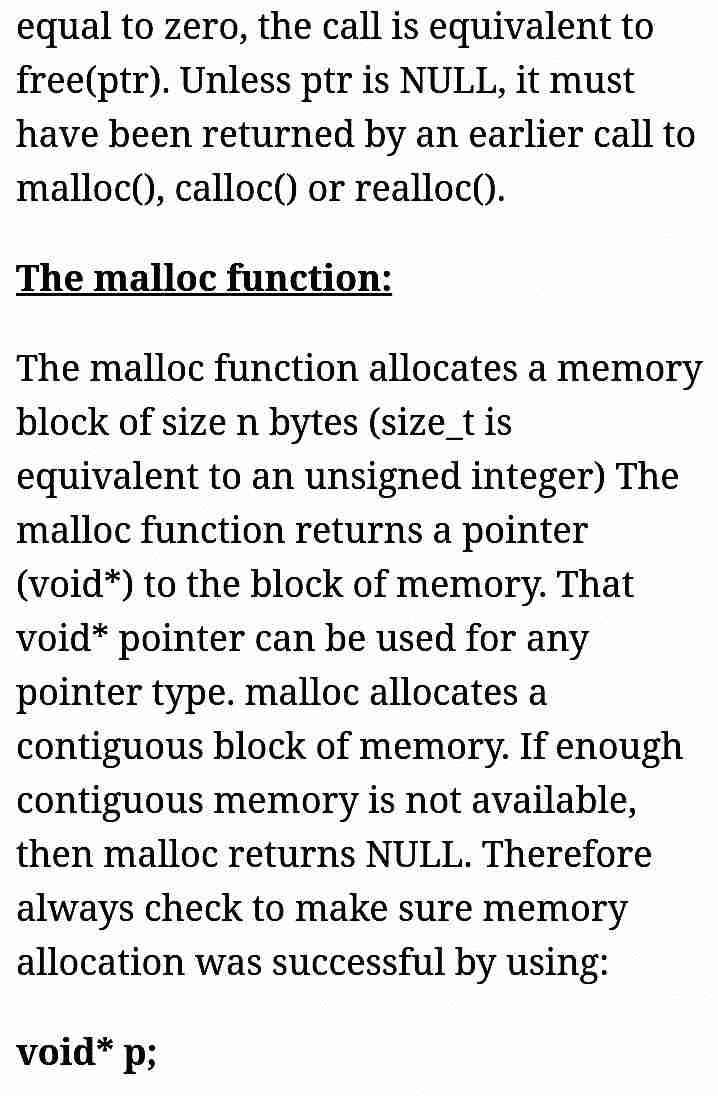 equal to zero, the call is equivalent to
free(ptr). Unless ptr is NULL, it must
have been returned by an earlier call to
malloc(), calloc() or realloc().
The malloc function:
The malloc function allocates a memory
block of size n bytes (size_t is
equivalent to an unsigned integer) The
malloc function returns a pointer
(void*) to the block of memory. That
void* pointer can be used for any
pointer type. malloc allocates a
contiguous block of memory. If enough
contiguous memory is not available,
then malloc returns NULL. Therefore
always check to make sure memory
allocation was successful by using:
void* p;